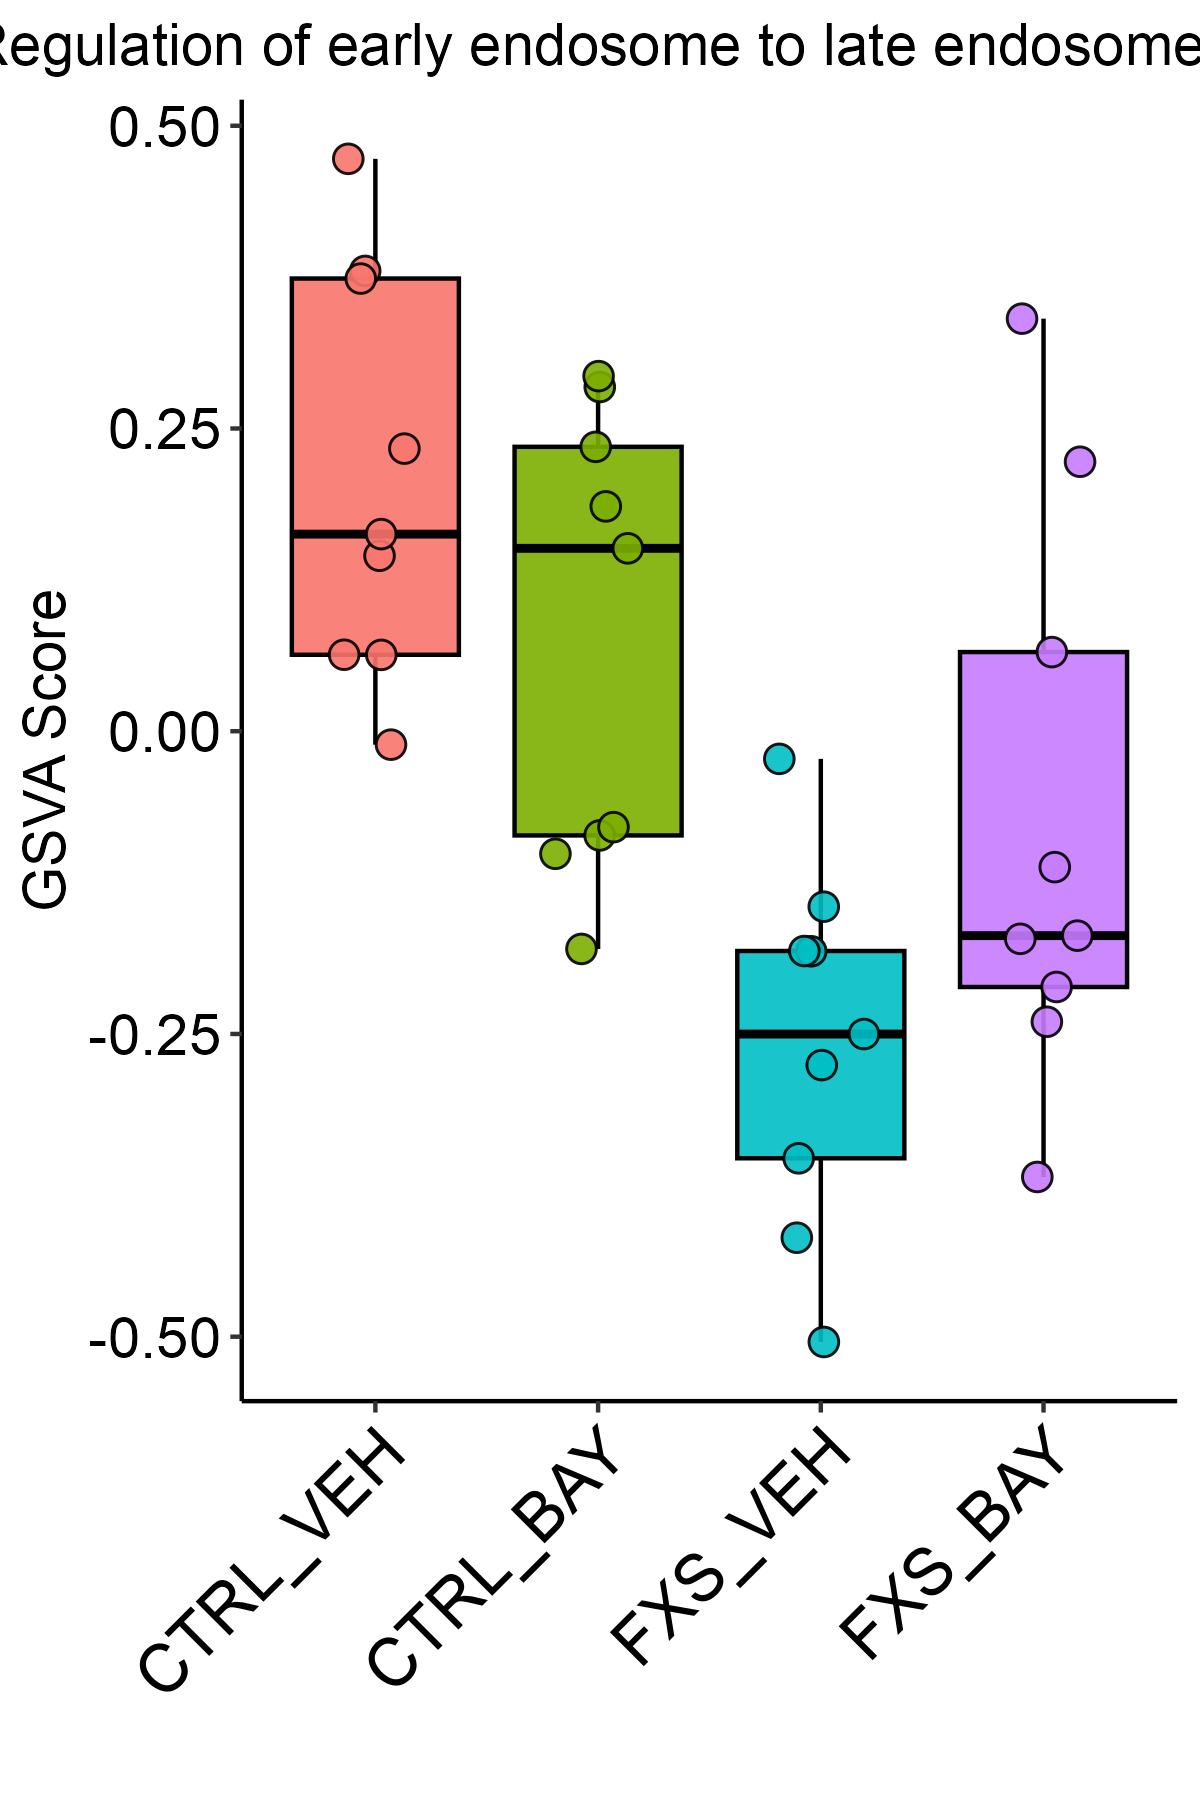 Regulation of early endosome to late endosome
0.50
0.25
0.00
-0.25
-0.50
GSVA Score
CTRL_VEH
CTRL_BAY
FXS_VEH
FXS_BAY